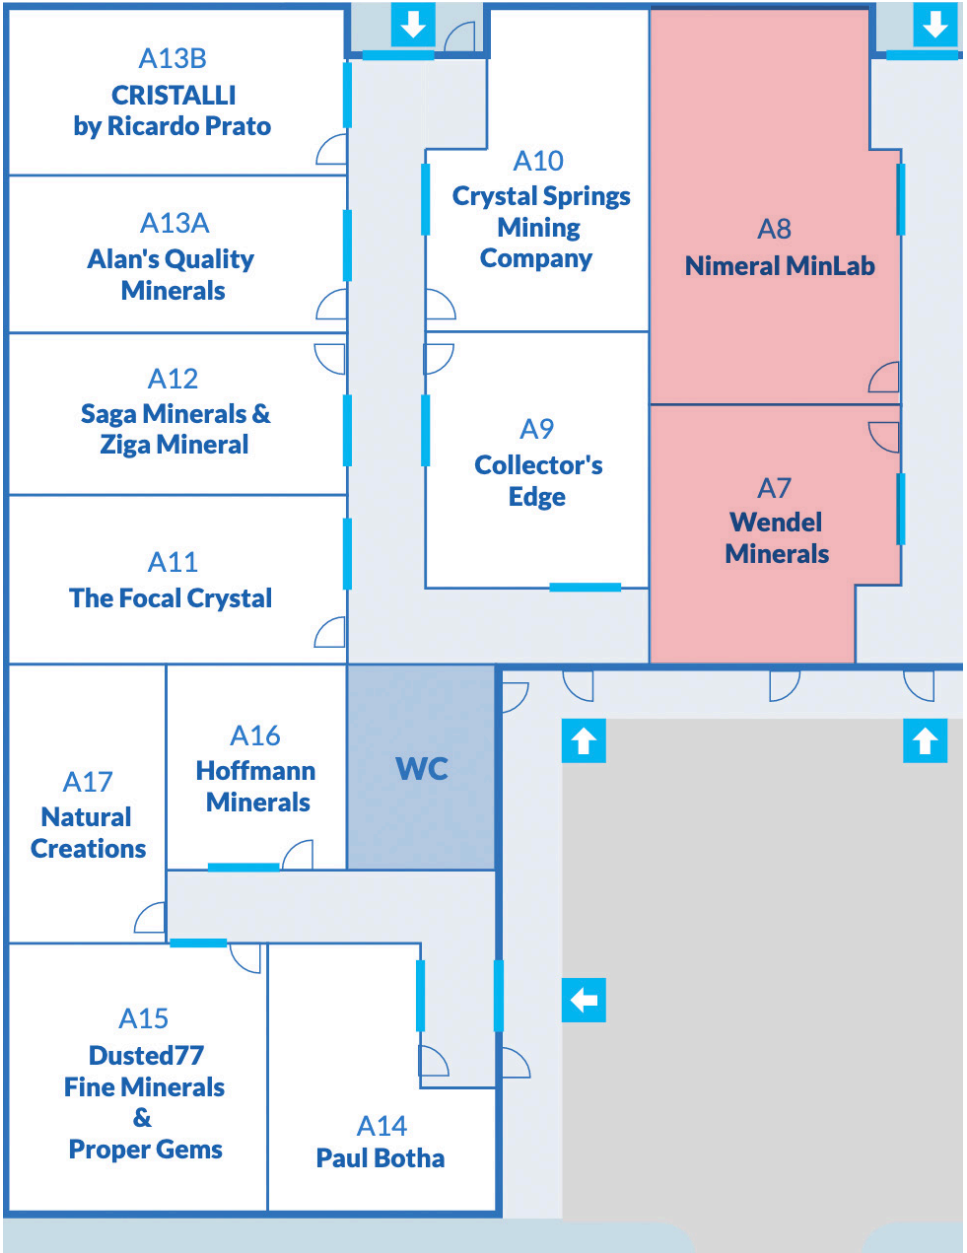 A13B
CRISTALLI
by Ricardo Prato
A10
Crystal Springs
Mining
Company
A13A
Alan's Quality
Minerals
A8
Nimeral MinLab
A12
Saga Minerals &
Ziga Mineral
A9
Collector's
Edge
A7
Wendel
Minerals
A11
The Focal Crystal
A16
Hoffmann
Minerals
WC
A17
Natural
Creations
A15
Dusted77
Fine Minerals
&
Proper Gems
A14
Paul Botha